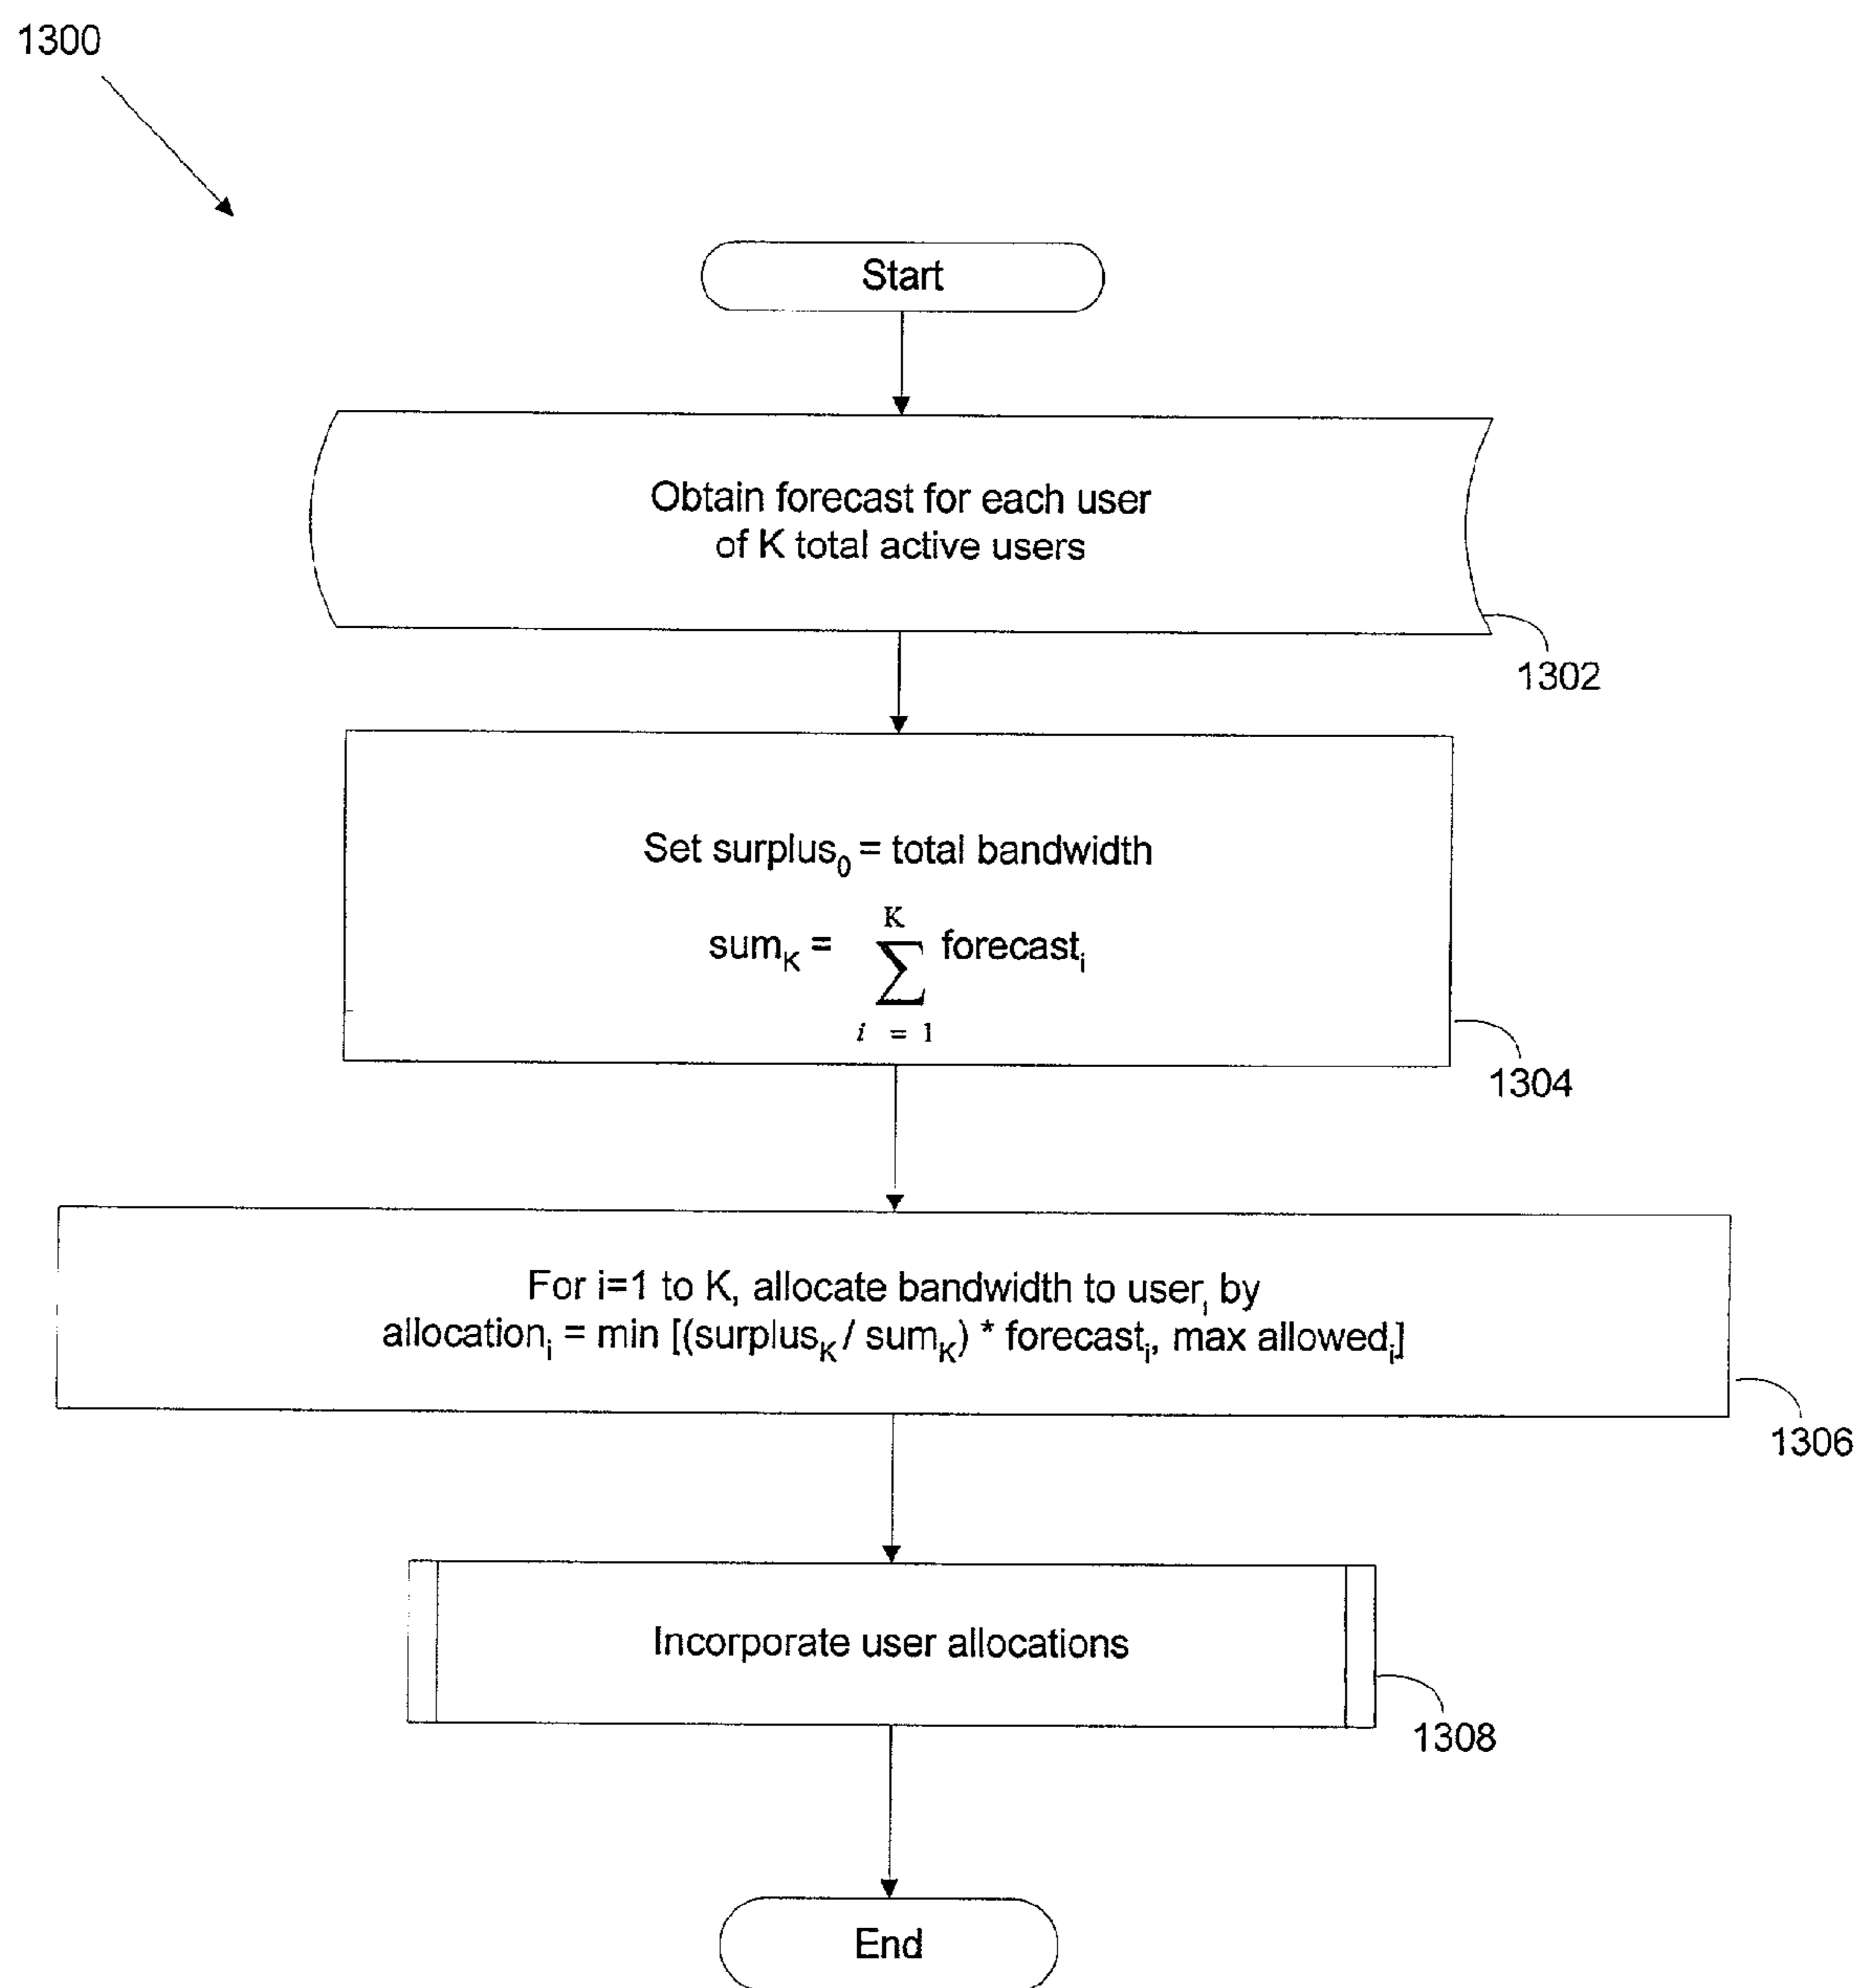 1300
Start
Obtain forecast for each user
of K total active users
1302
Set surplus₀ = total bandwidth
K
sumK = ∑ forecastᵢ
i = 1
1304
For i=1 to K, allocate bandwidth to userᵢ by
allocationᵢ = min [(surplusK / sumK) * forecastᵢ, max allowedᵢ]
1306
Incorporate user allocations
1308
End